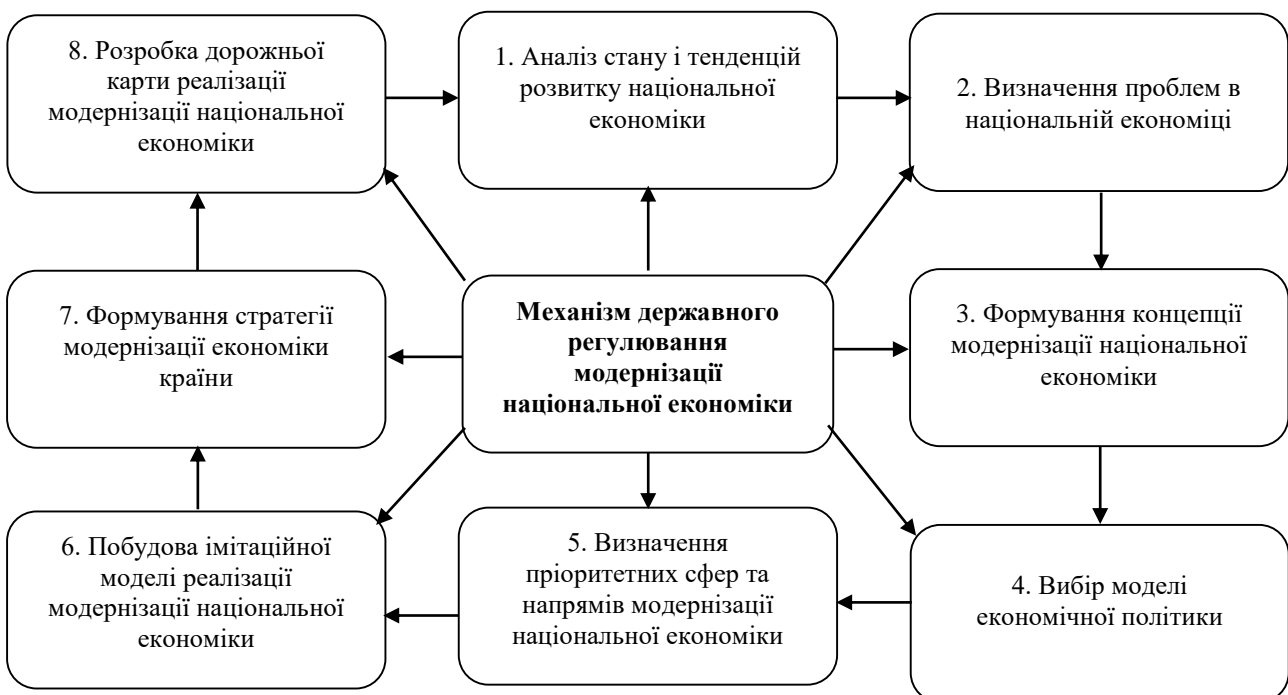 8. Розробка дорожньої
карти реалізації
модернізації національної
економіки
1. Аналіз стану і тенденцій
розвитку національної
економіки
2. Визначення проблем в
національній економіці
7. Формування стратегії
модернізації економіки
країни
Механізм державного
регулювання
модернізації
національної економіки
3. Формування концепції
модернізації національної
економіки
6. Побудова імітаційної
моделі реалізації
модернізації національної
економіки
5. Визначення
пріоритетних сфер та
напрямів модернізації
національної економіки
4. Вибір моделі
економічної політики